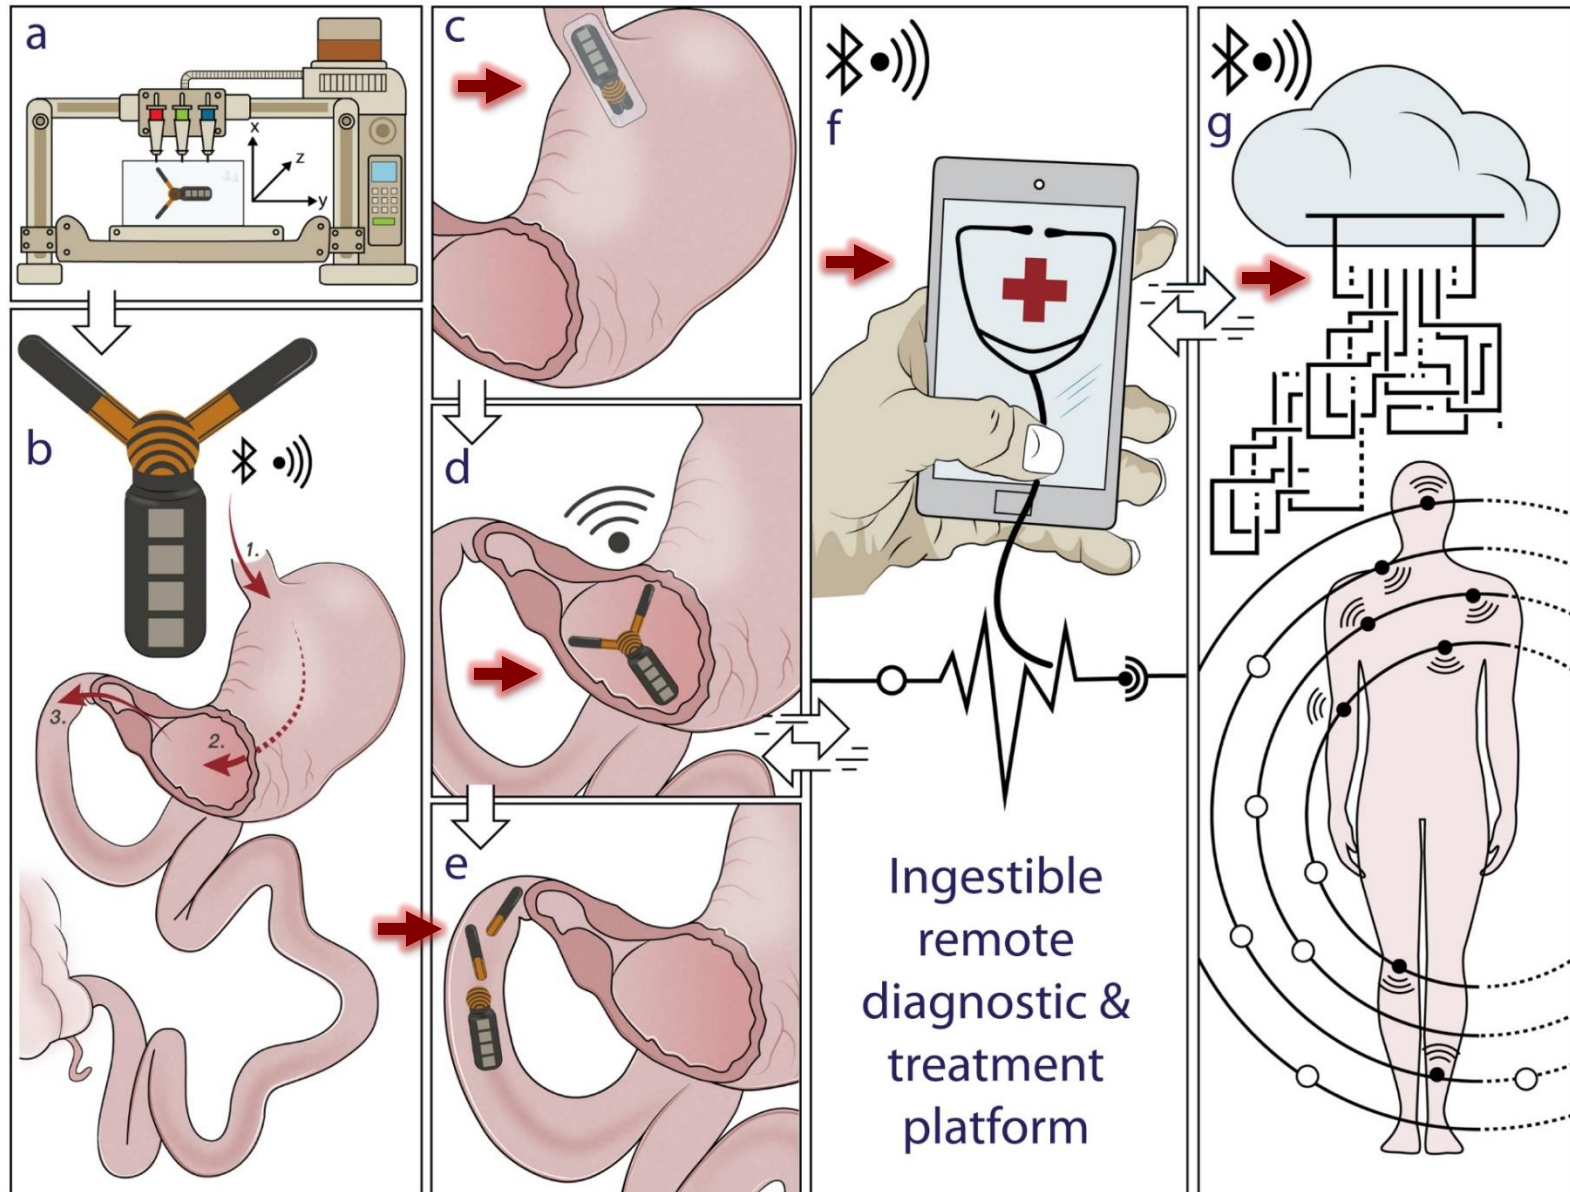 a
x
z
y
b
1.
2.
3.
c
d
e
f
Ingestible
remote
diagnostic &
treatment
platform
g